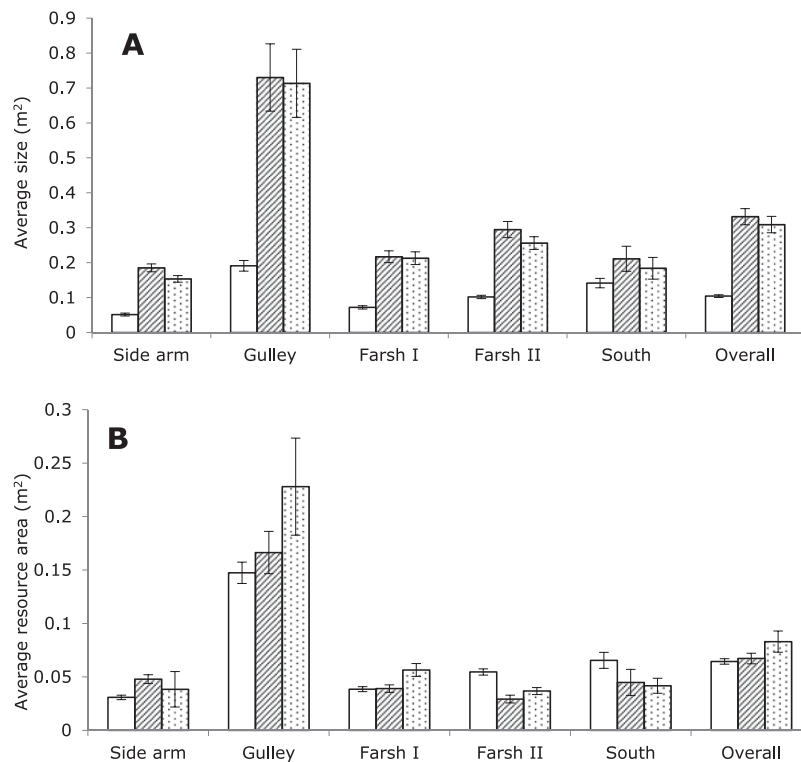 A
Average size (m²)
0.9
0.8
0.7
0.6
0.5
0.4
0.3
0.2
0.1
0
Side arm Gulley Farsh I Farsh II South Overall
B
Average resource area (m²)
0.3
0.25
0.2
0.15
0.1
0.05
0
Side arm Gulley Farsh I Farsh II South Overall